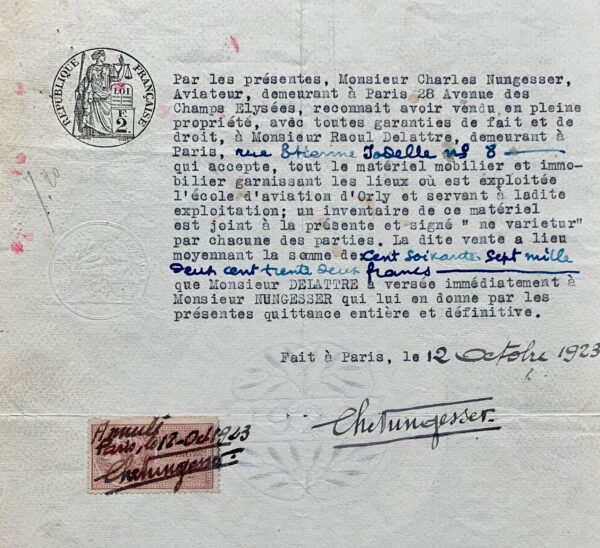 RÉPUBLIQUE FRANÇAISE
LOI
F
2
Par les présentes, Monsieur Charles Nungesser,
Aviateur, demeurant à Paris 28 Avenue des
Champs Elysées, reconnait avoir vendu en pleine
propriété, avec toutes garanties de fait et de
droit, à Monsieur Raoul Delattre, demeurant à
Paris, rue Etienne Jodelle n° 8
qui accepte, tout le matériel mobilier et immo-
bilier garnissant les lieux où est exploitée
l'école d'aviation d'Orly et servant à ladite
exploitation; un inventaire de ce matériel
est joint à la présente et signé " ne varietur"
par chacune des parties. La dite vente a lieu
moyennant la somme de cent soixante sept mille
deux cent trente deux francs
que Monsieur DELATTRE a versée immédiatement à
Monsieur NUNGESSER qui lui en donne par les
présentes quittance entière et définitive.
Fait à Paris, le 12 Octobre 1923
ChNungesser
Annulé
Paris, le 12 Oct 1923
ChNungesser